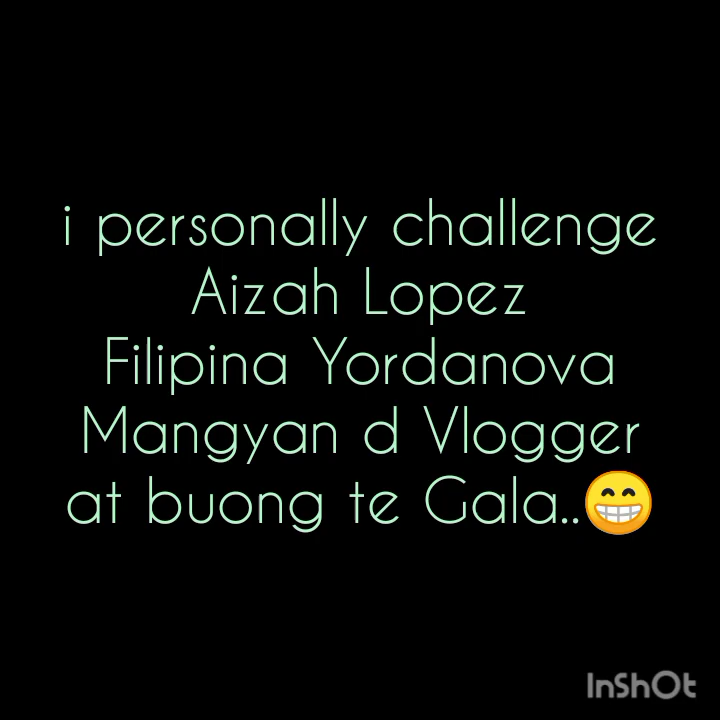 i personally challenge
Aizah Lopez
Filipina Yordanova
Mangyan d Vlogger
at buong te Gala..😁
InShOt